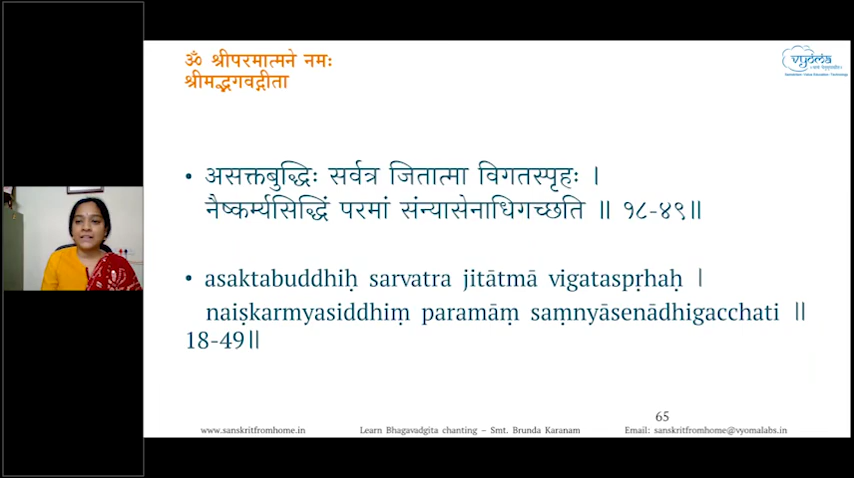 ॐ श्रीपरमात्मने नमः
श्रीमद्भगवद्गीता
vyoma
• असक्तबुद्धिः सर्वत्र जितात्मा विगतस्पृहः ।
नैष्कर्म्यसिद्धिं परमां संन्यासेनाधिगच्छति ॥ १८-४९॥
• asaktabuddhiḥ sarvatra jitātmā vigataspṛhaḥ |
naiṣkarmyasiddhiṃ paramāṃ saṃnyāsenādhigacchati ||
18-49||
65
www.sanskritfromhome.in Learn Bhagavadgita chanting – Smt. Brunda Karanam Email: sanskritfromhome@vyomalabs.in